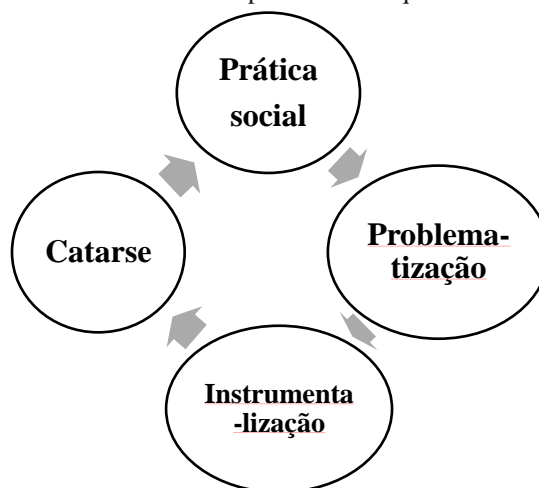 Prática
social
Problema-
tização
Instrumenta
-lização
Catarse